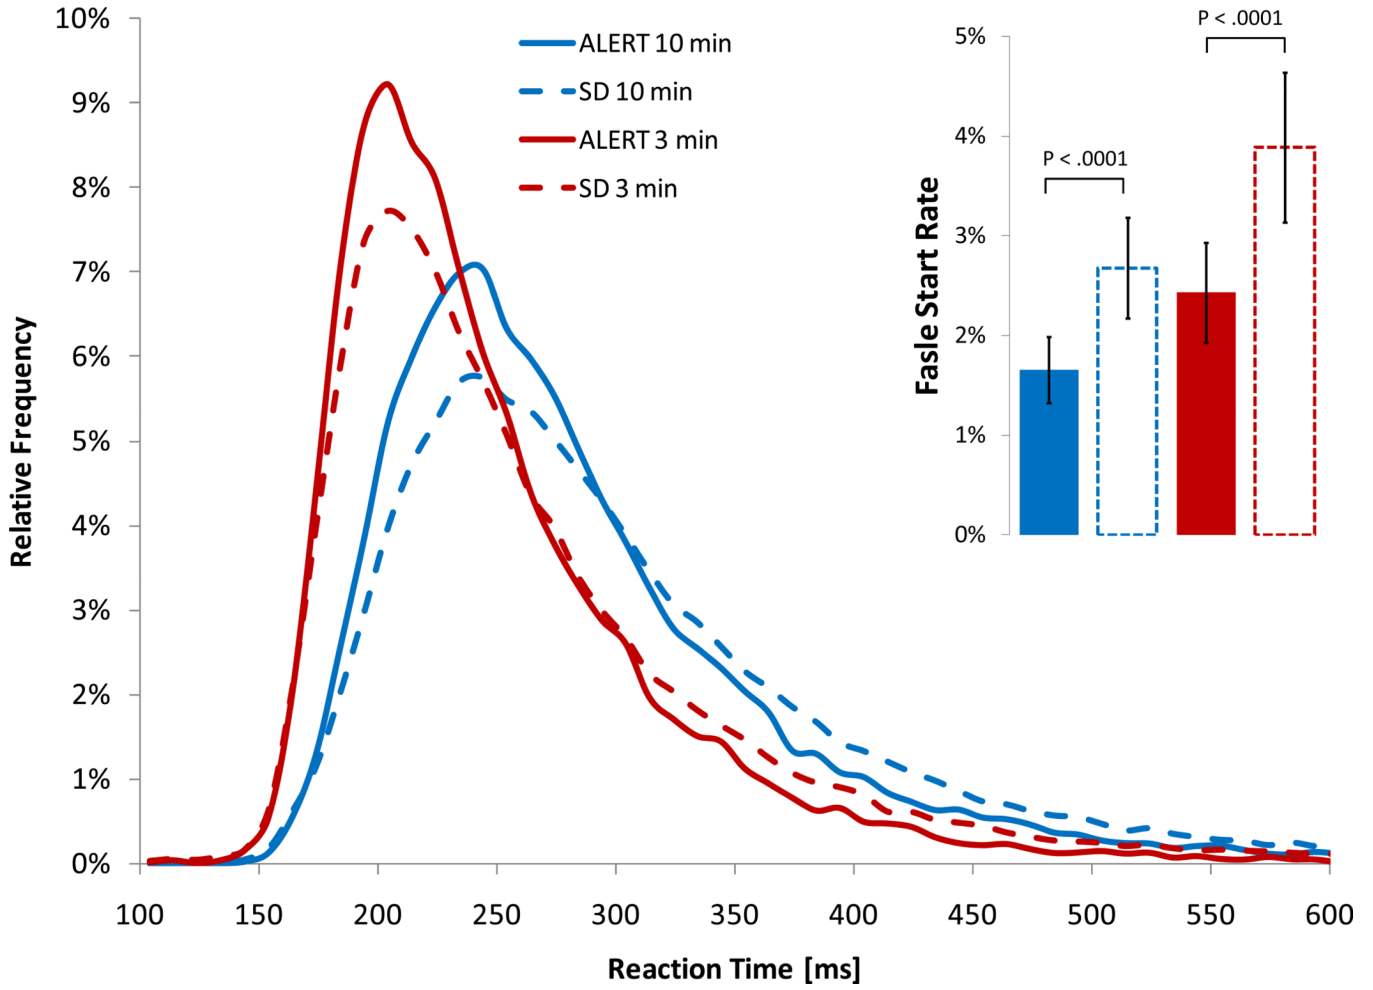 10%
9%
8%
7%
6%
5%
4%
3%
2%
1%
0%
Relative Frequency
100 150 200 250 300 350 400 450 500 550 600
Reaction Time [ms]
ALERT 10 min
SD 10 min
ALERT 3 min
SD 3 min
5%
4%
3%
2%
1%
0%
Fasle Start Rate
P < .0001
P < .0001